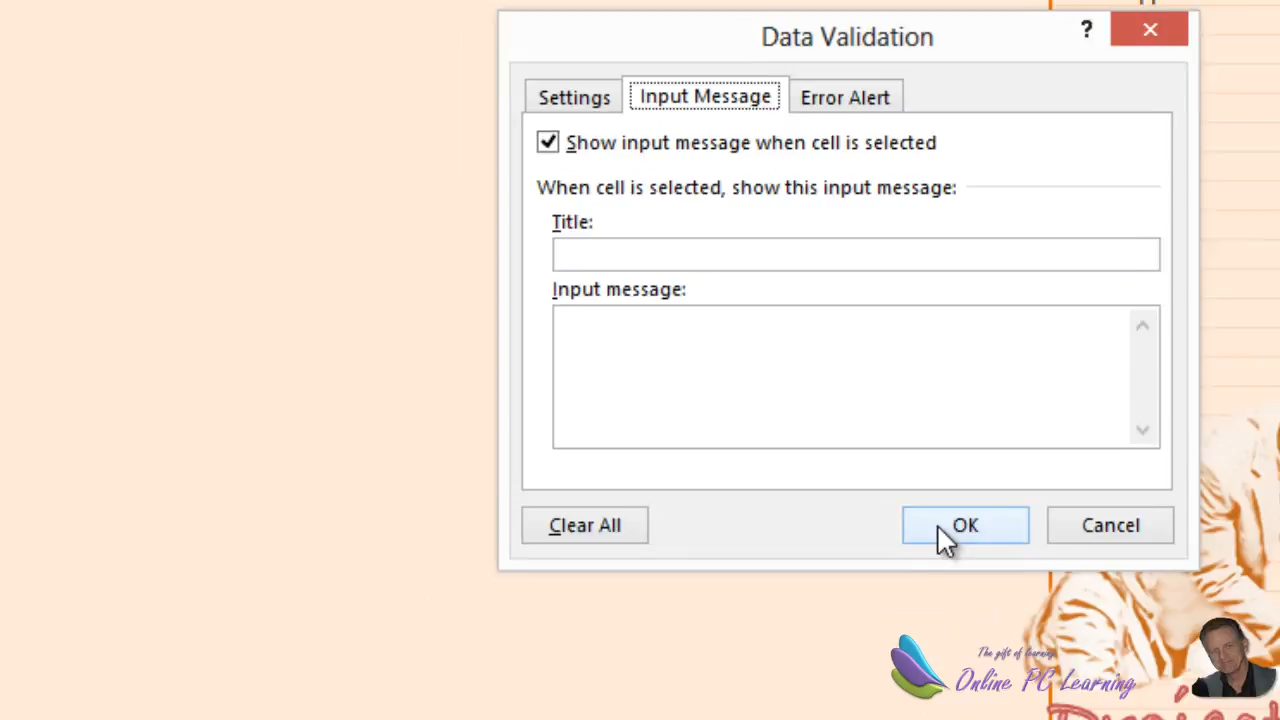 Data Validation
?
Settings
Input Message
Error Alert
Show input message when cell is selected
When cell is selected, show this input message:
Title:
Input message:
Clear All
OK
Cancel
The gift of learning
Online PC Learning